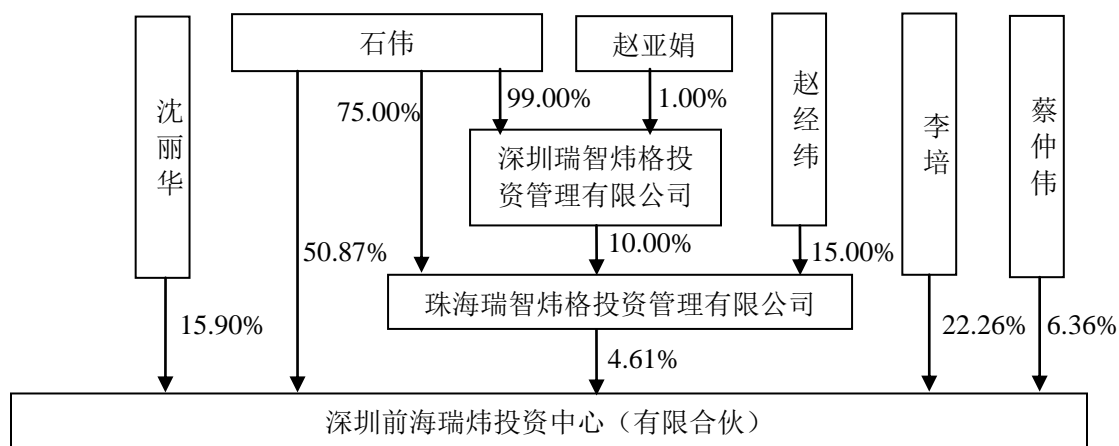 石伟
赵亚娟
沈丽华
赵经纬
李培
蔡仲伟
75.00%
99.00%
1.00%
深圳瑞智炜格投
资管理有限公司
50.87%
10.00%
15.00%
珠海瑞智炜格投资管理有限公司
15.90%
4.61%
22.26%
6.36%
深圳前海瑞炜投资中心（有限合伙）